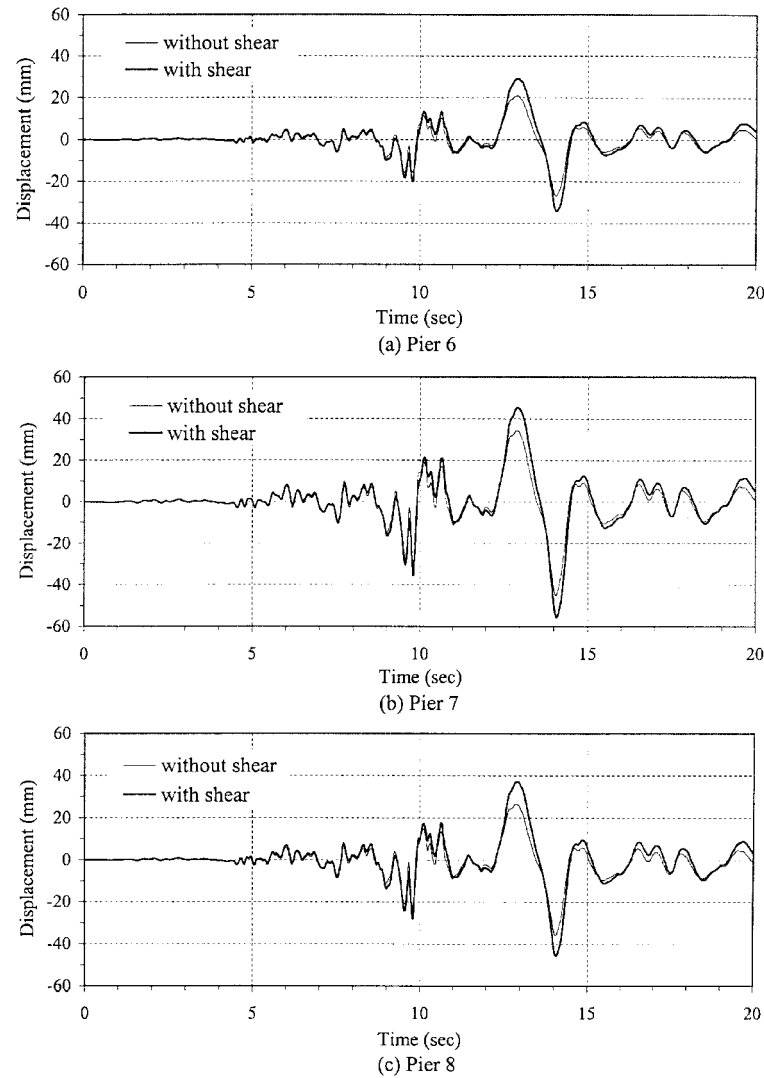 60
40
20
0
-20
-40
-60
Displacement (mm)
without shear
with shear
0 5 10 15 20
Time (sec)
(a) Pier 6
60
40
20
0
-20
-40
-60
Displacement (mm)
without shear
with shear
0 5 10 15 20
Time (sec)
(b) Pier 7
60
40
20
0
-20
-40
-60
Displacement (mm)
without shear
with shear
0 5 10 15 20
Time (sec)
(c) Pier 8